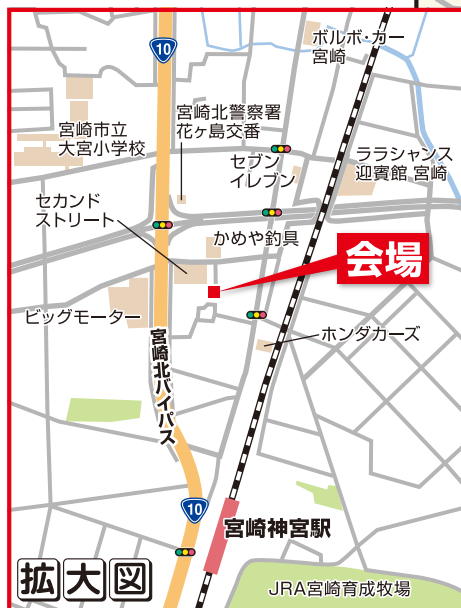 10
ボルボ・カー
宮崎
宮崎北警察署
花ヶ島交番
宮崎市立
大宮小学校
セブン
イレブン
ララシャンス
迎賓館 宮崎
セカンド
ストリート
かめや釣具
会場
ビッグモーター
ホンダカーズ
宮崎北バイパス
10
宮崎神宮駅
拡大図
JRA宮崎育成牧場